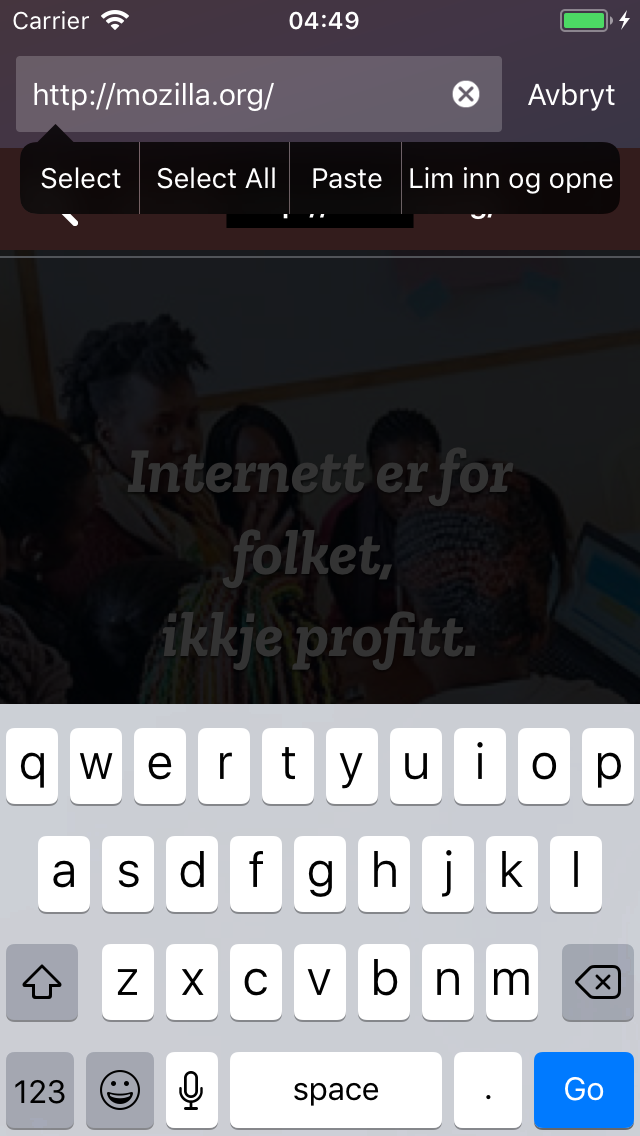 Carrier 04:49
http://mozilla.org/ Avbryt
Select Select All Paste Lim inn og opne
Internett er for
folket,
ikkje profitt.
q w e r t y u i o p
a s d f g h j k l
z x c v b n m
123 space . Go